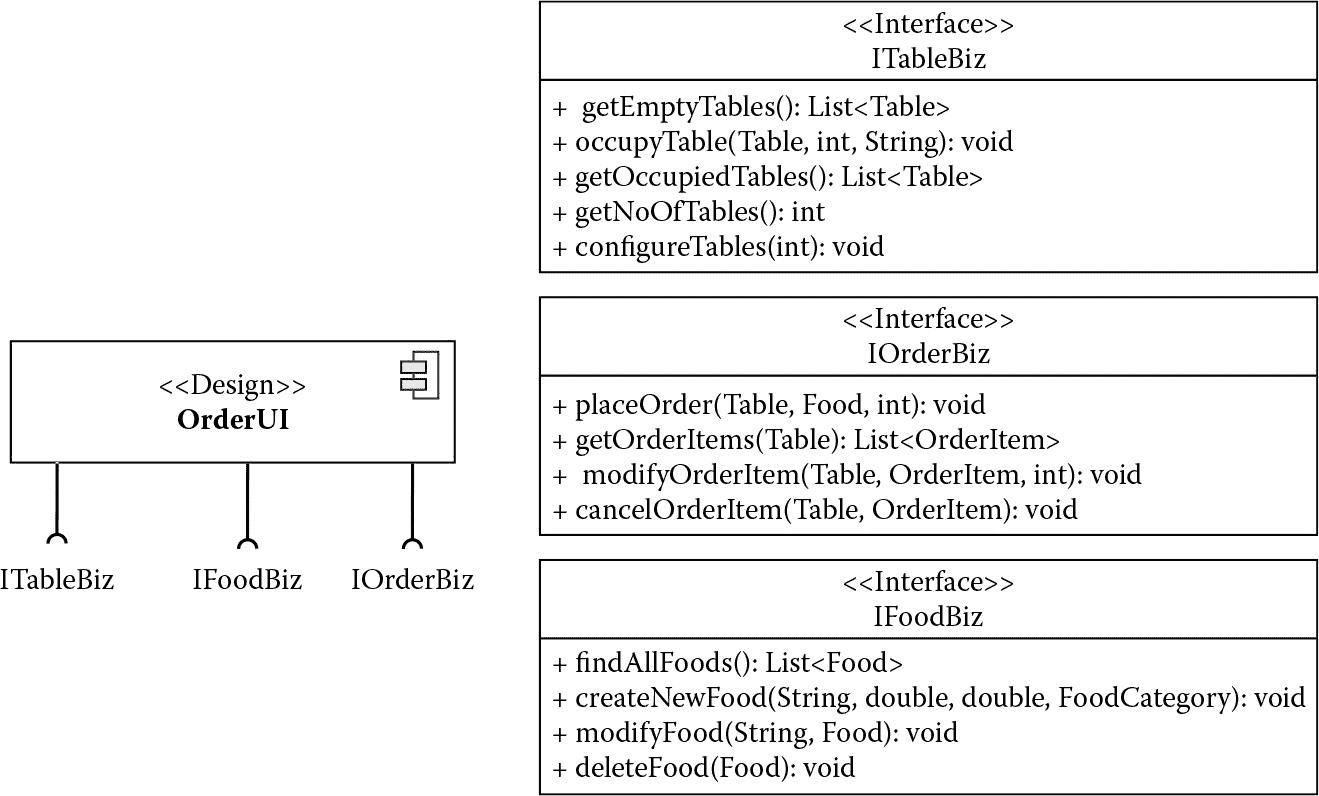 <<Interface>>
ITableBiz
+ getEmptyTables(): List<Table>
+ occupyTable(Table, int, String): void
+ getOccupiedTables(): List<Table>
+ getNoOfTables(): int
+ configureTables(int): void
<<Design>>
OrderUI
ITableBiz
IFoodBiz
IOrderBiz
<<Interface>>
IOrderBiz
+ placeOrder(Table, Food, int): void
+ getOrderItems(Table): List<OrderItem>
+ modifyOrderItem(Table, OrderItem, int): void
+ cancelOrderItem(Table, OrderItem): void
<<Interface>>
IFoodBiz
+ findAllFoods(): List<Food>
+ createNewFood(String, double, double, FoodCategory): void
+ modifyFood(String, Food): void
+ deleteFood(Food): void